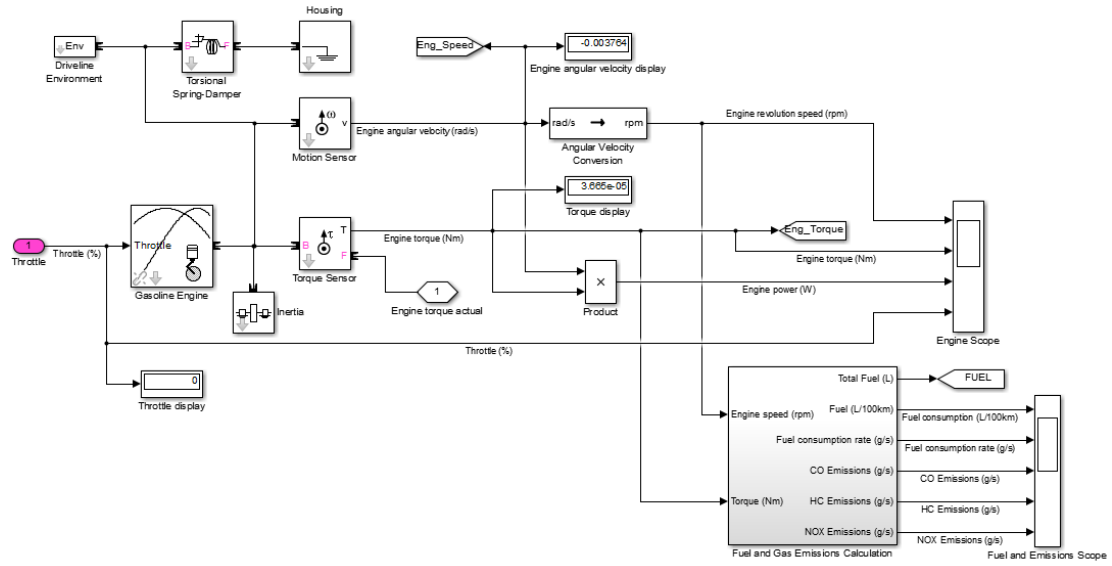 Housing
Env
Driveline
Environment
B
F
Torsional
Spring-Damper
Eng_Speed
-0.003764
Engine angular velocity display
ω
v
Motion Sensor
Engine angular velocity (rad/s)
rad/s
rpm
Angular Velocity
Conversion
Engine revolution speed (rpm)
3.665e-05
Torque display
1
Throttle
Throttle (%)
Throttle
Gasoline Engine
B
τ
T
F
Torque Sensor
Engine torque (Nm)
Eng_Torque
Engine torque (Nm)
Inertia
1
Engine torque actual
×
Product
Engine power (W)
Engine Scope
Throttle (%)
0
Throttle display
Engine speed (rpm)
Torque (Nm)
Total Fuel (L)
Fuel (L/100km)
Fuel consumption rate (g/s)
CO Emissions (g/s)
HC Emissions (g/s)
NOX Emissions (g/s)
Fuel and Gas Emissions Calculation
FUEL
Fuel consumption (L/100km)
Fuel consumption rate (g/s)
CO Emissions (g/s)
HC Emissions (g/s)
NOX Emissions (g/s)
Fuel and Emissions Scope